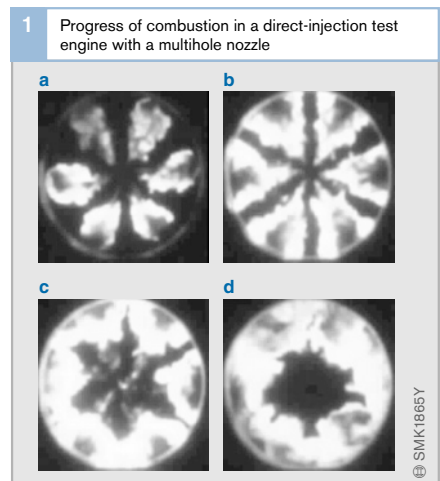 1
Progress of combustion in a direct-injection test
engine with a multihole nozzle
a
b
c
d
SMK1865Y